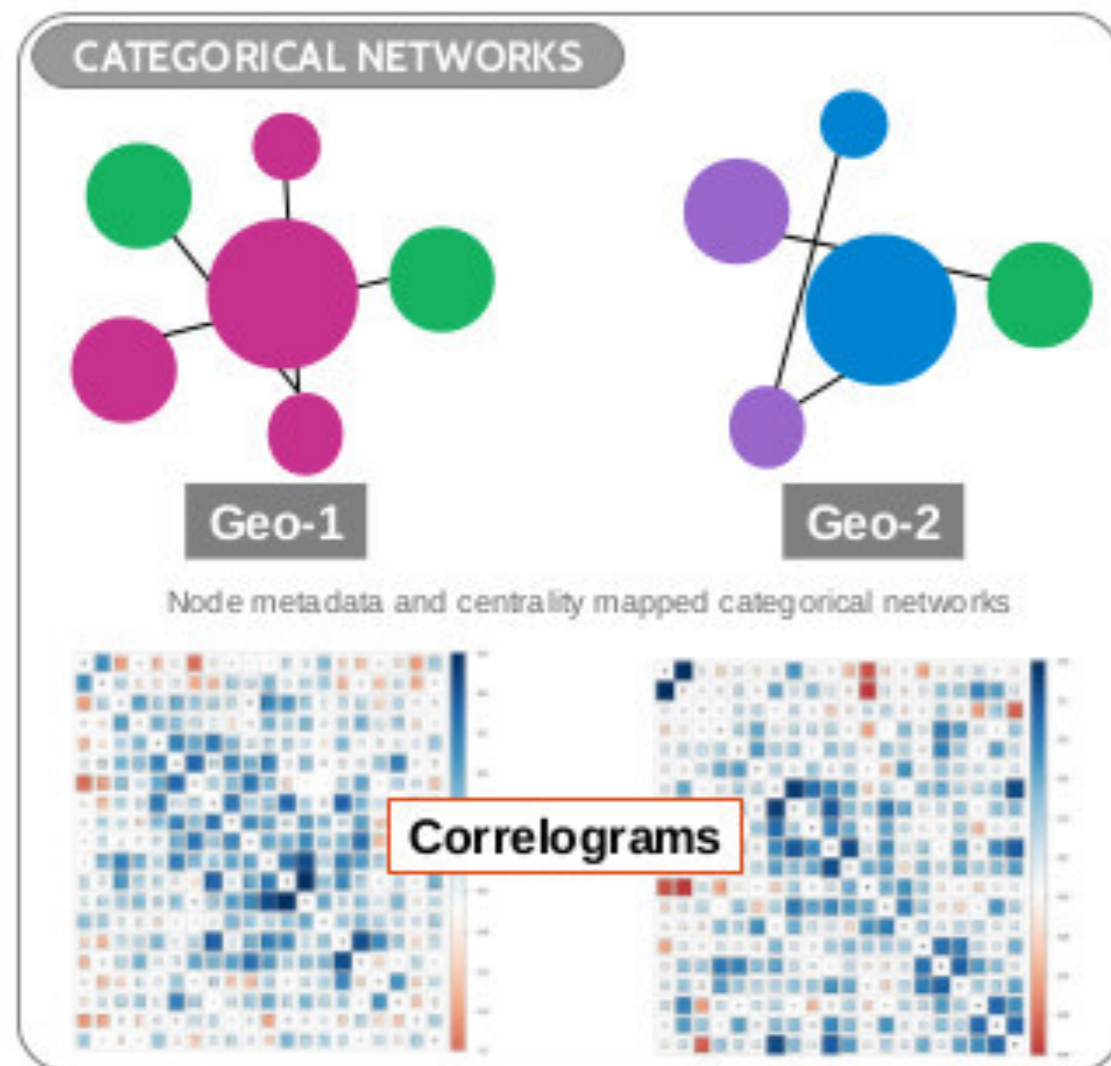 CATEGORICAL NETWORKS
Geo-1
Geo-2
Node metadata and centrality mapped categorical networks
Correlograms